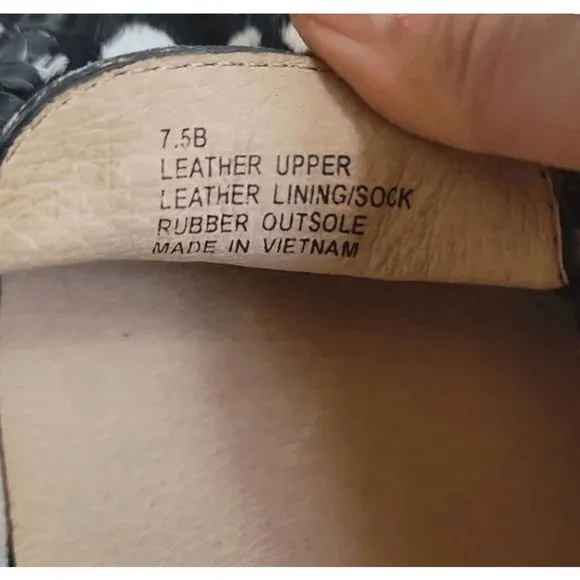 7.5B
LEATHER UPPER
LEATHER LINING/SOCK
RUBBER OUTSOLE
MADE IN VIETNAM